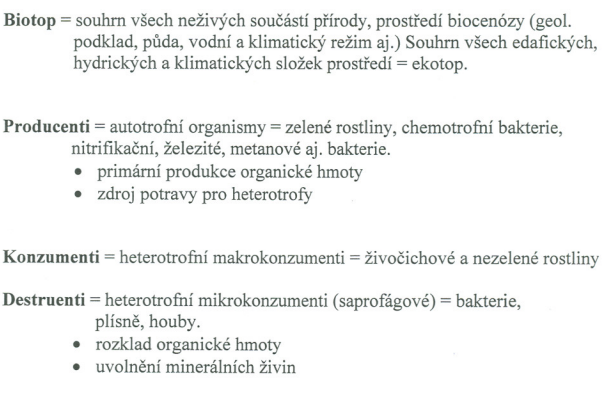 Biotop = souhrn všech neživých součástí přírody, prostředí biocenózy (geol.
podklad, půda, vodní a klimatický režim aj.) Souhrn všech edafických,
hydrických a klimatických složek prostředí = ekotop.
Producenti = autotrofní organismy = zelené rostliny, chemotrofní bakterie,
nitrifikační, železité, metanové aj. bakterie.
• primární produkce organické hmoty
• zdroj potravy pro heterotrofy
Konzumenti = heterotrofní makrokonzumenti = živočichové a nezelené rostliny
Destruenti = heterotrofní mikrokonzumenti (saprofágové) = bakterie,
plísně, houby.
• rozklad organické hmoty
• uvolnění minerálních živin